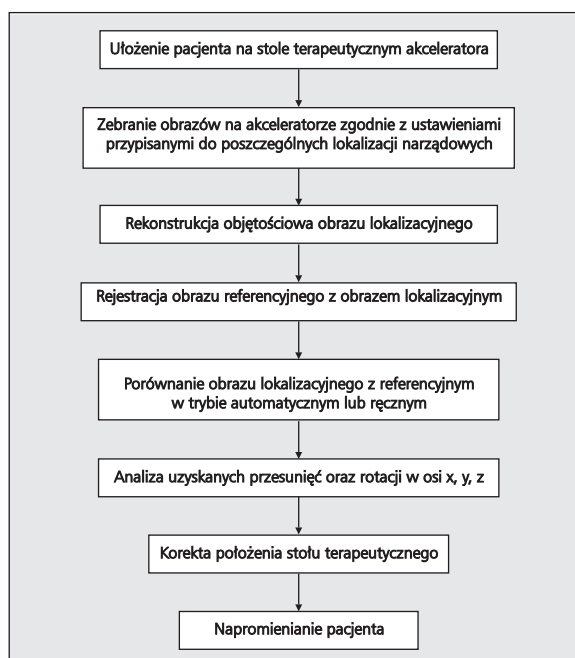 Ułożenie pacjenta na stole terapeutycznym akceleratora
Zebranie obrazów na akceleratorze zgodnie z ustawieniami
przypisanymi do poszczególnych lokalizacji narządowych
Rekonstrukcja objętościowa obrazu lokalizacyjnego
Rejestracja obrazu referencyjnego z obrazem lokalizacyjnym
Porównanie obrazu lokalizacyjnego z referencyjnym
w trybie automatycznym lub ręcznym
Analiza uzyskanych przesunięć oraz rotacji w osi x, y, z
Korekta położenia stołu terapeutycznego
Napromienianie pacjenta